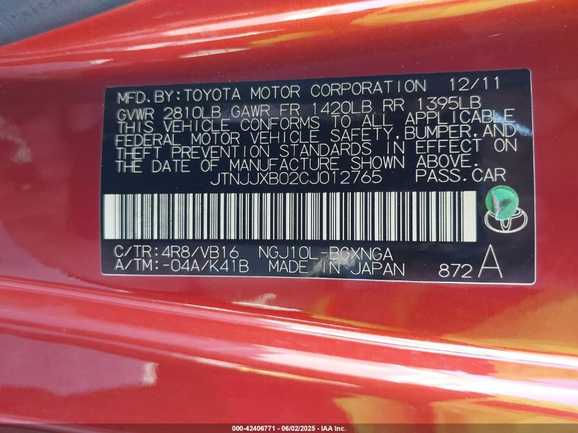 MFD.BY:TOYOTA MOTOR CORPORATION 12/11
GVWR 2810LB GAWR FR 1420LB RR 1395LB
THIS VEHICLE CONFORMS TO ALL APPLICABLE
FEDERAL MOTOR VEHICLE SAFETY,BUMPER,AND
THEFT PREVENTION STANDARDS IN EFFECT ON
THE DATE OF MANUFACTURE SHOWN ABOVE.
JTNJJXB02CJ012765 PASS.CAR
C/TR:4R8/VB16 NGJ10L-BGXNGA
A/TM:-04A/K41B MADE IN JAPAN 872 A
000-42406771 - 06/02/2025 - IAA Inc.